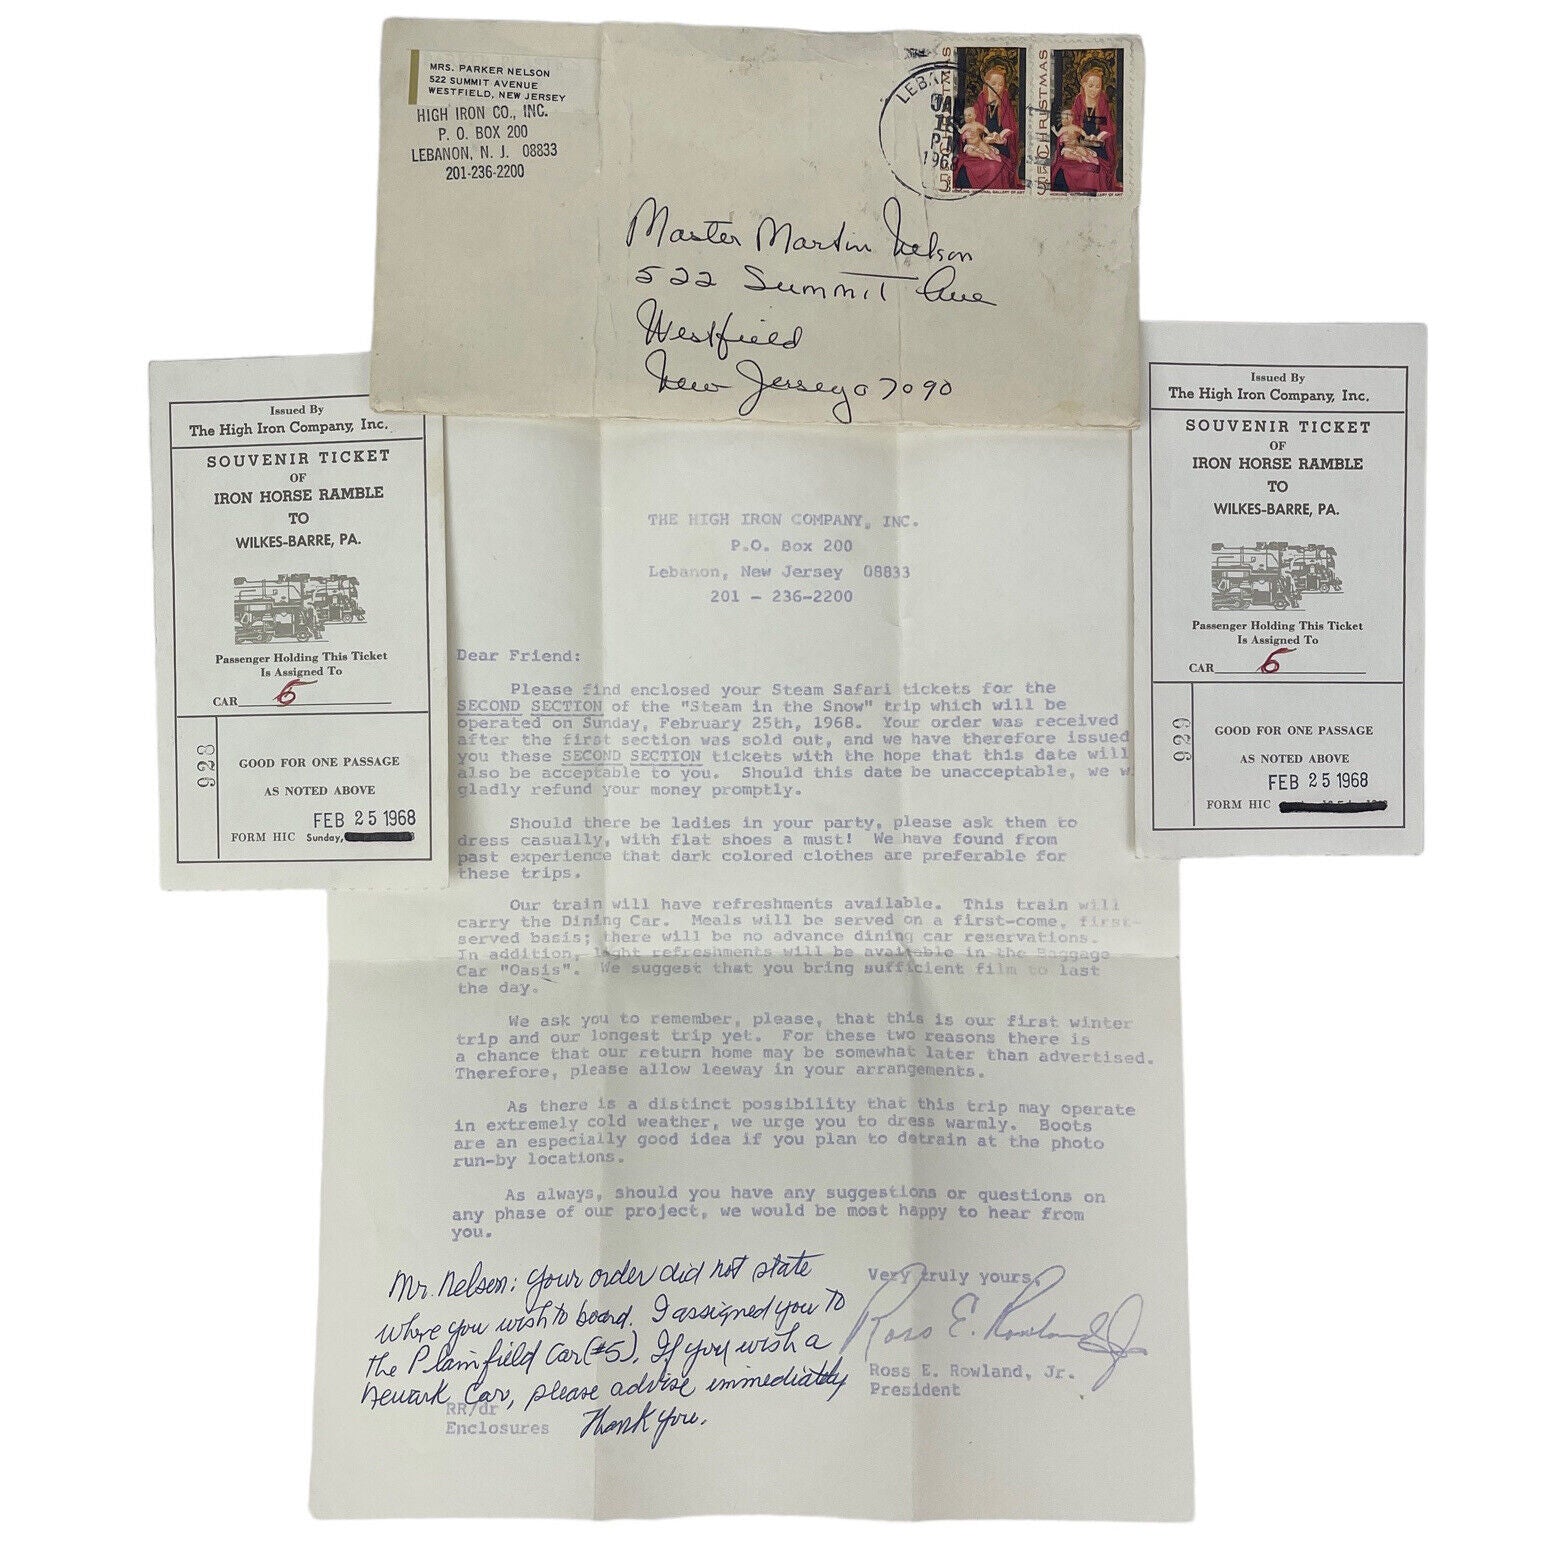 MRS. PARKER NELSON
522 SUMMIT AVENUE
WESTFIELD, NEW JERSEY
HIGH IRON CO., INC.
P. O. BOX 200
LEBANON, N. J. 08833
201-236-2200
PM
1968
CHRISTMAS
5
CHRISTMAS
5
Master Martin Nelson
522 Summit Ave
Westfield
New Jersey 07090
Issued By
The High Iron Company, Inc.
SOUVENIR TICKET
OF
IRON HORSE RAMBLE
TO
WILKES-BARRE, PA.
Passenger Holding This Ticket
Is Assigned To
CAR 5
928
GOOD FOR ONE PASSAGE
AS NOTED ABOVE
FEB 25 1968
FORM HIC Sunday,
Issued By
The High Iron Company, Inc.
SOUVENIR TICKET
OF
IRON HORSE RAMBLE
TO
WILKES-BARRE, PA.
Passenger Holding This Ticket
Is Assigned To
CAR 5
929
GOOD FOR ONE PASSAGE
AS NOTED ABOVE
FEB 25 1968
FORM HIC
THE HIGH IRON COMPANY, INC.
P.O. Box 200
Lebanon, New Jersey 08833
201 - 236-2200
Dear Friend:
Please find enclosed your Steam Safari tickets for the
SECOND SECTION of the "Steam in the Snow" trip which will be
operated on Sunday, February 25th, 1968. Your order was received
after the first section was sold out, and we have therefore issued
you these SECOND SECTION tickets with the hope that this date will
also be acceptable to you. Should this date be unacceptable, we w
gladly refund your money promptly.
Should there be ladies in your party, please ask them to
dress casually, with flat shoes a must! We have found from
past experience that dark colored clothes are preferable for
these trips.
Our train will have refreshments available. This train will
carry the Dining Car. Meals will be served on a first-come, first-
served basis; there will be no advance dining car reservations.
In addition, light refreshments will be available in the Baggage
Car "Oasis". We suggest that you bring sufficient film to last
the day.
We ask you to remember, please, that this is our first winter
trip and our longest trip yet. For these two reasons there is
a chance that our return home may be somewhat later than advertised.
Therefore, please allow leeway in your arrangements.
As there is a distinct possibility that this trip may operate
in extremely cold weather, we urge you to dress warmly. Boots
are an especially good idea if you plan to detrain at the photo
run-by locations.
As always, should you have any suggestions or questions on
any phase of our project, we would be most happy to hear from
you.
Very truly yours,
Ross E. Rowland Jr
Ross E. Rowland, Jr.
President
Mr. Nelson: Your order did not state
where you wish to board. I assigned you to
the Plainfield Car (#5). If you wish a
Newark Car, please advise immediately
Thank you.
RR/dr
Enclosures